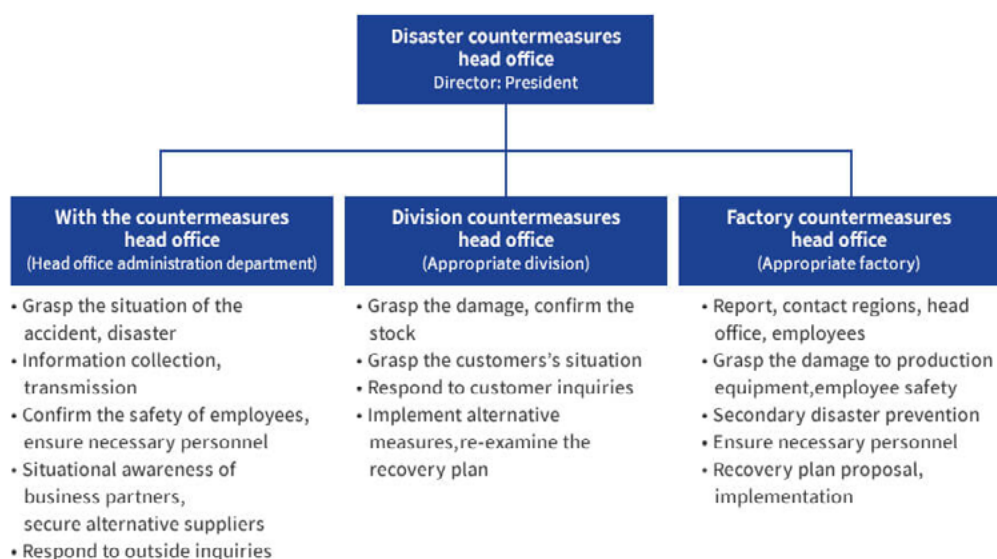 Disaster countermeasures
head office
Director: President
With the countermeasures
head office
(Head office administration department)
• Grasp the situation of the
accident, disaster
• Information collection,
transmission
• Confirm the safety of employees,
ensure necessary personnel
• Situational awareness of
business partners,
secure alternative suppliers
• Respond to outside inquiries
Division countermeasures
head office
(Appropriate division)
• Grasp the damage, confirm the
stock
• Grasp the customers's situation
• Respond to customer inquiries
• Implement alternative
measures,re-examine the
recovery plan
Factory countermeasures
head office
(Appropriate factory)
• Report, contact regions, head
office, employees
• Grasp the damage to production
equipment,employee safety
• Secondary disaster prevention
• Ensure necessary personnel
• Recovery plan proposal,
implementation